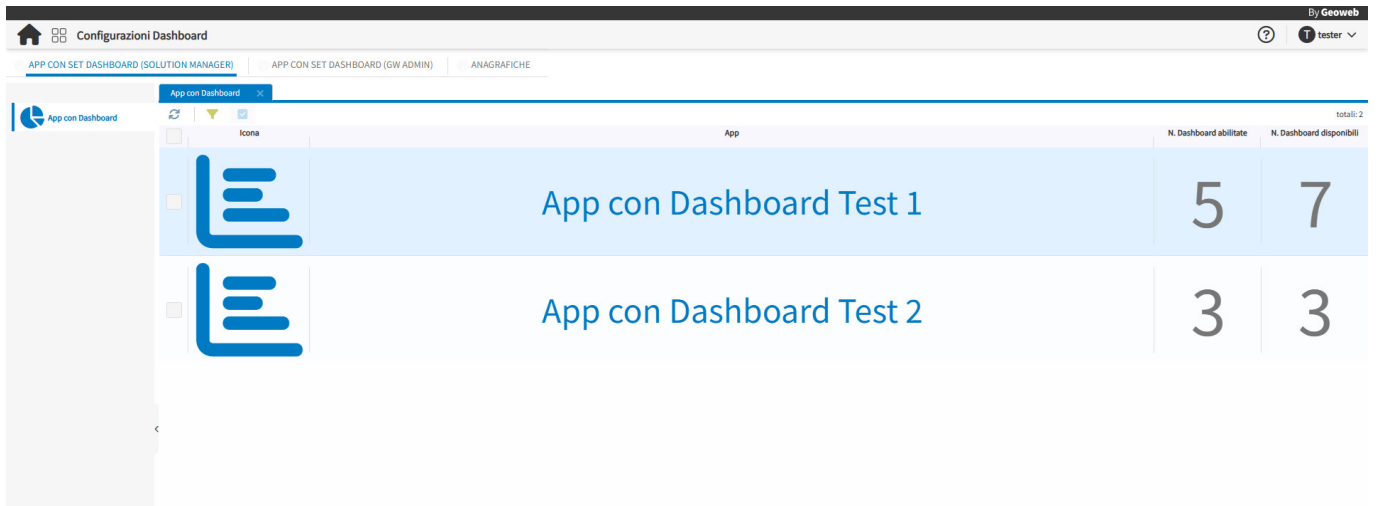 By Geoweb
Configurazioni Dashboard
? T tester
APP CON SET DASHBOARD (SOLUTION MANAGER) APP CON SET DASHBOARD (GW ADMIN) ANAGRAFICHE
App con Dashboard
App con Dashboard
totali: 2
Icona App N. Dashboard abilitate N. Dashboard disponibili
App con Dashboard Test 1 5 7
App con Dashboard Test 2 3 3